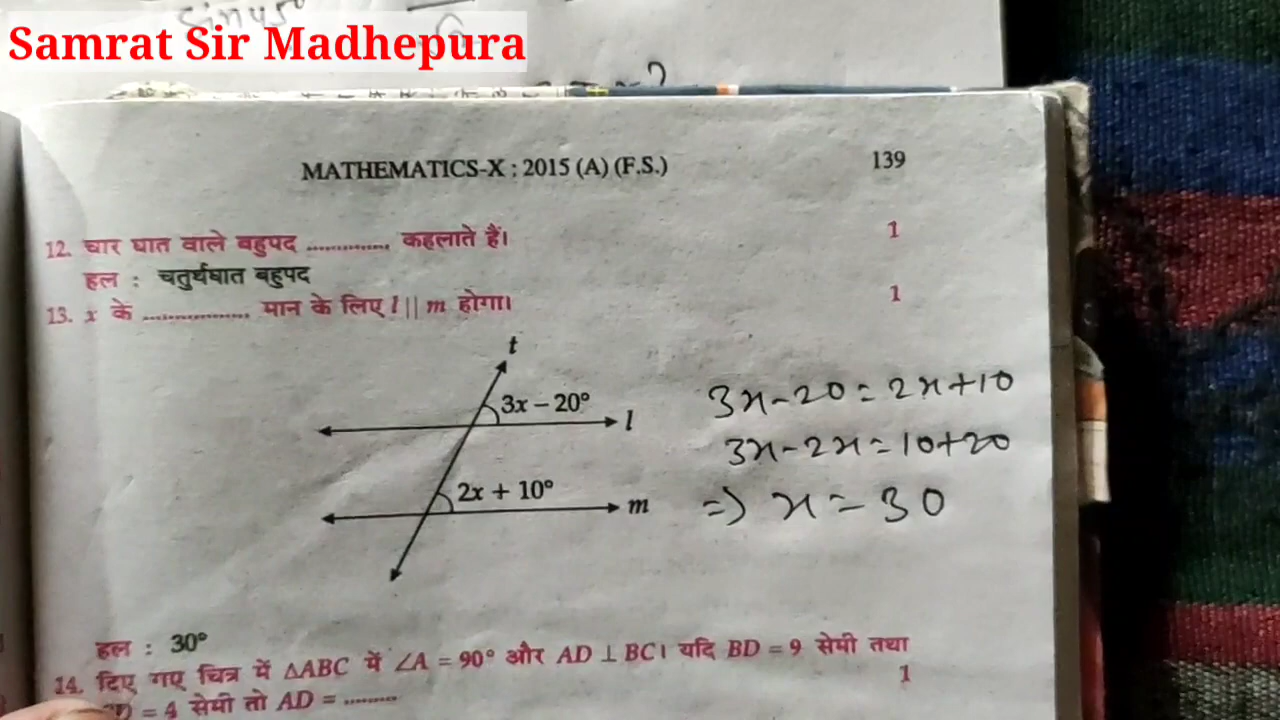 sin45°
Samrat Sir Madhepura
MATHEMATICS-X : 2015 (A) (F.S.) 139
12. चार घात वाले बहुपद .............. कहलाते हैं। 1
हल : चतुर्थघात बहुपद
13. x के .................. मान के लिए l || m होगा। 1
t
3x – 20°
l
2x + 10°
m
3x-20=2x+10
3x-2x=10+20
=> x=30
हल : 30°
14. दिए गए चित्र में ΔABC में ∠A = 90° और AD ⊥ BC। यदि BD = 9 सेमी तथा 1
= 4 सेमी तो AD = .........